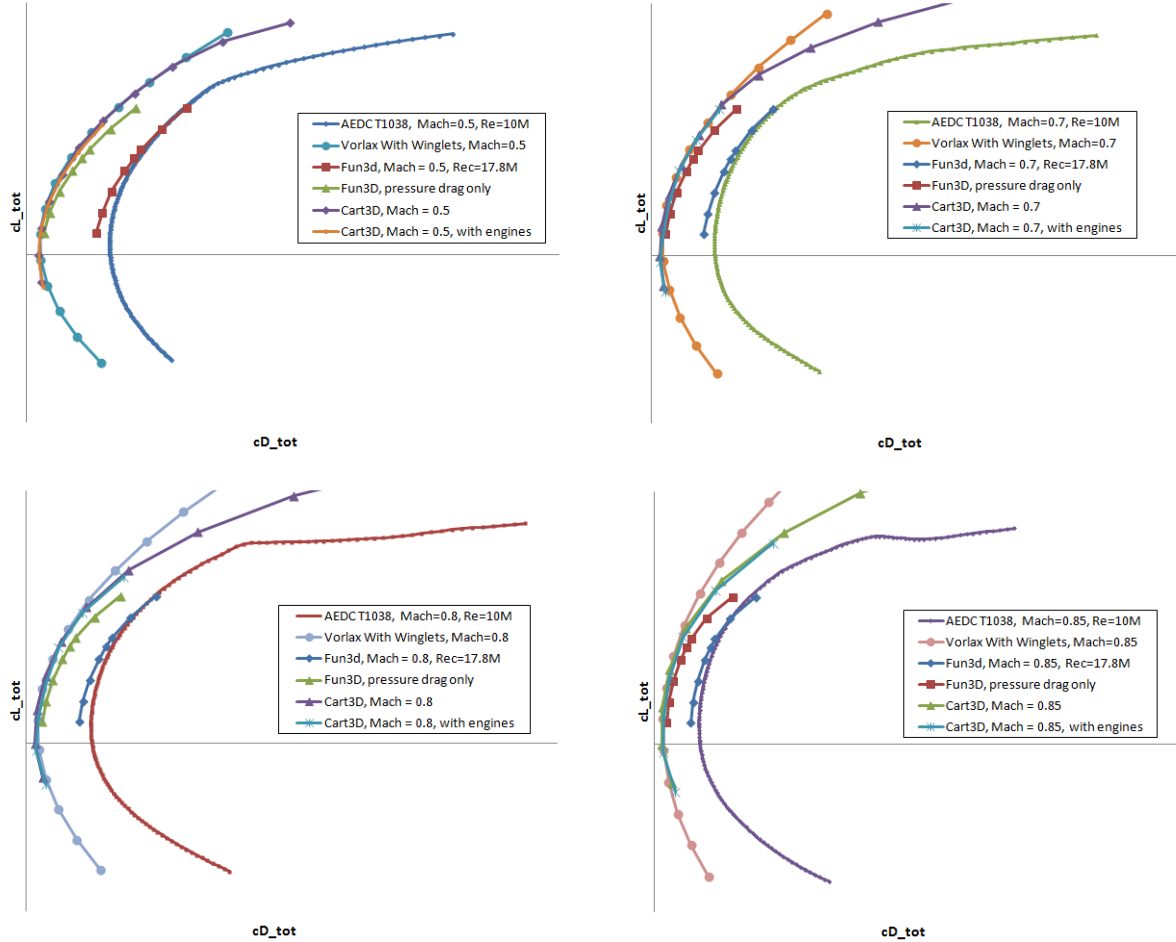 cL_tot
AEDC T1038, Mach=0.5, Re=10M
Vorlax With Winglets, Mach=0.5
Fun3d, Mach = 0.5, Rec=17.8M
Fun3D, pressure drag only
Cart3D, Mach = 0.5
Cart3D, Mach = 0.5, with engines
cD_tot
cL_tot
AEDC T1038, Mach=0.7, Re=10M
Vorlax With Winglets, Mach=0.7
Fun3d, Mach = 0.7, Rec=17.8M
Fun3D, pressure drag only
Cart3D, Mach = 0.7
Cart3D, Mach = 0.7, with engines
cD_tot
cL_tot
AEDC T1038, Mach=0.8, Re=10M
Vorlax With Winglets, Mach=0.8
Fun3d, Mach = 0.8, Rec=17.8M
Fun3D, pressure drag only
Cart3D, Mach = 0.8
Cart3D, Mach = 0.8, with engines
cD_tot
cL_tot
AEDC T1038, Mach=0.85, Re=10M
Vorlax With Winglets, Mach=0.85
Fun3d, Mach = 0.85, Rec=17.8M
Fun3D, pressure drag only
Cart3D, Mach = 0.85
Cart3D, Mach = 0.85, with engines
cD_tot